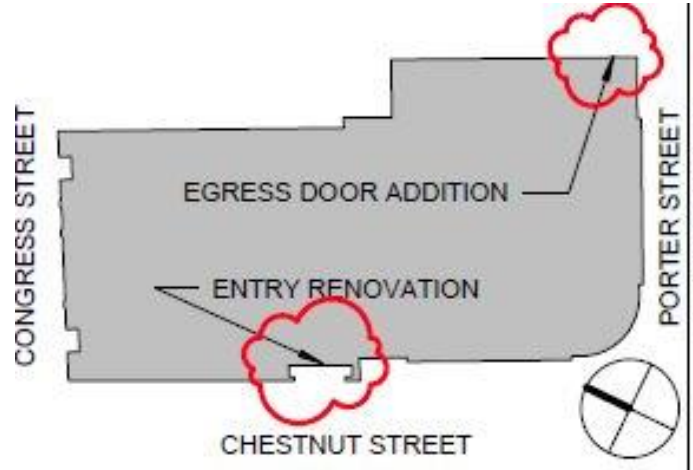 CONGRESS STREET
EGRESS DOOR ADDITION
PORTER STREET
ENTRY RENOVATION
CHESTNUT STREET